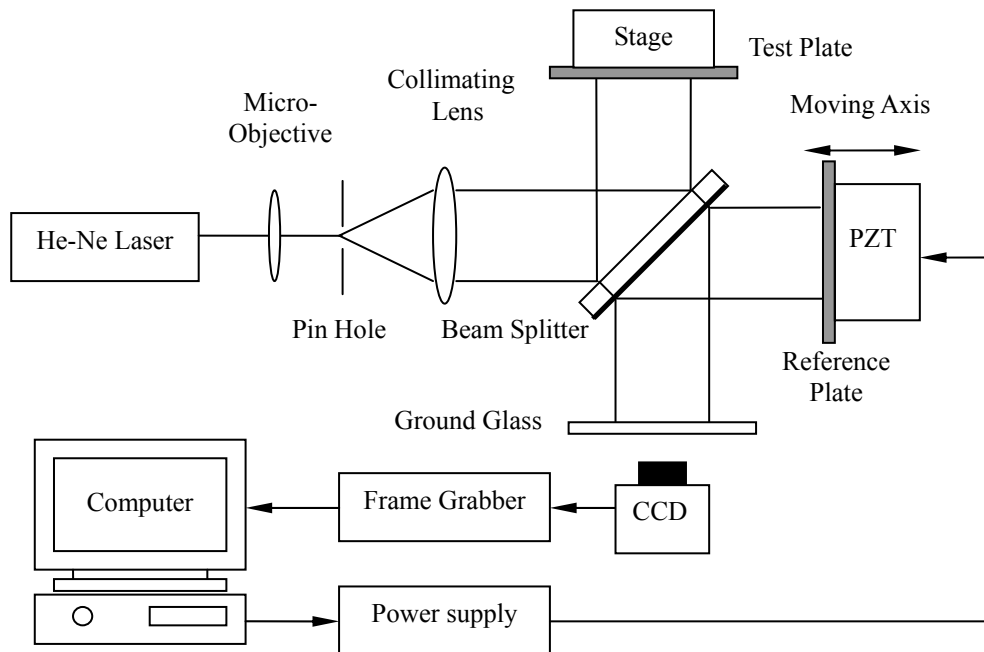 Stage
Test Plate
Collimating
Lens
Micro-
Objective
Moving Axis
He-Ne Laser
PZT
Pin Hole
Beam Splitter
Reference
Plate
Ground Glass
Computer
Frame Grabber
CCD
Power supply